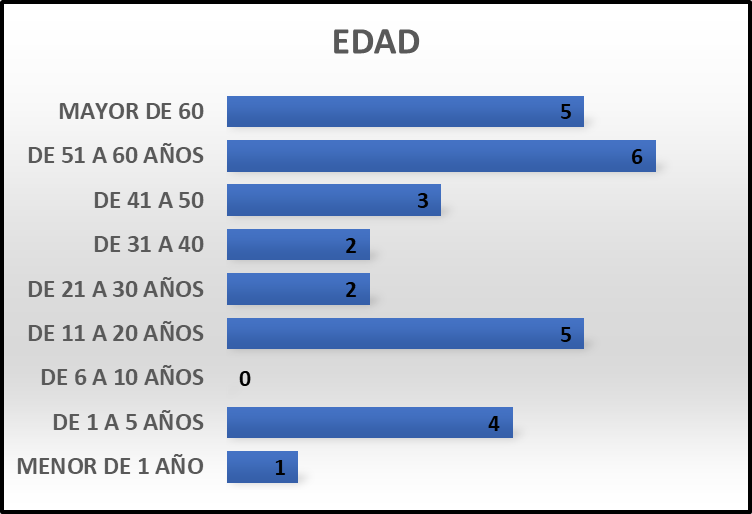 EDAD
MAYOR DE 60 5
DE 51 A 60 AÑOS 6
DE 41 A 50 3
DE 31 A 40 2
DE 21 A 30 AÑOS 2
DE 11 A 20 AÑOS 5
DE 6 A 10 AÑOS 0
DE 1 A 5 AÑOS 4
MENOR DE 1 AÑO 1